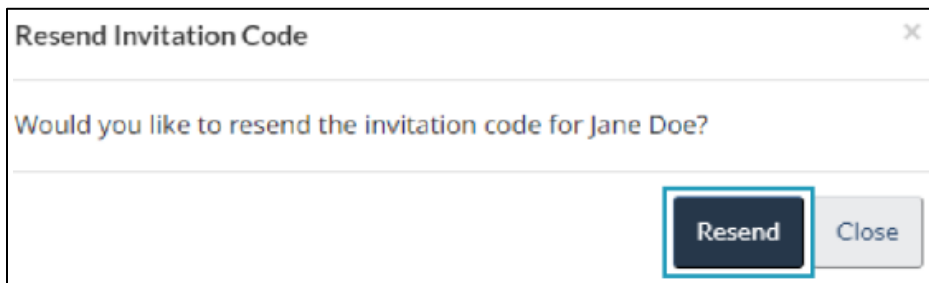 Resend Invitation Code
Would you like to resend the invitation code for Jane Doe?
Resend Close